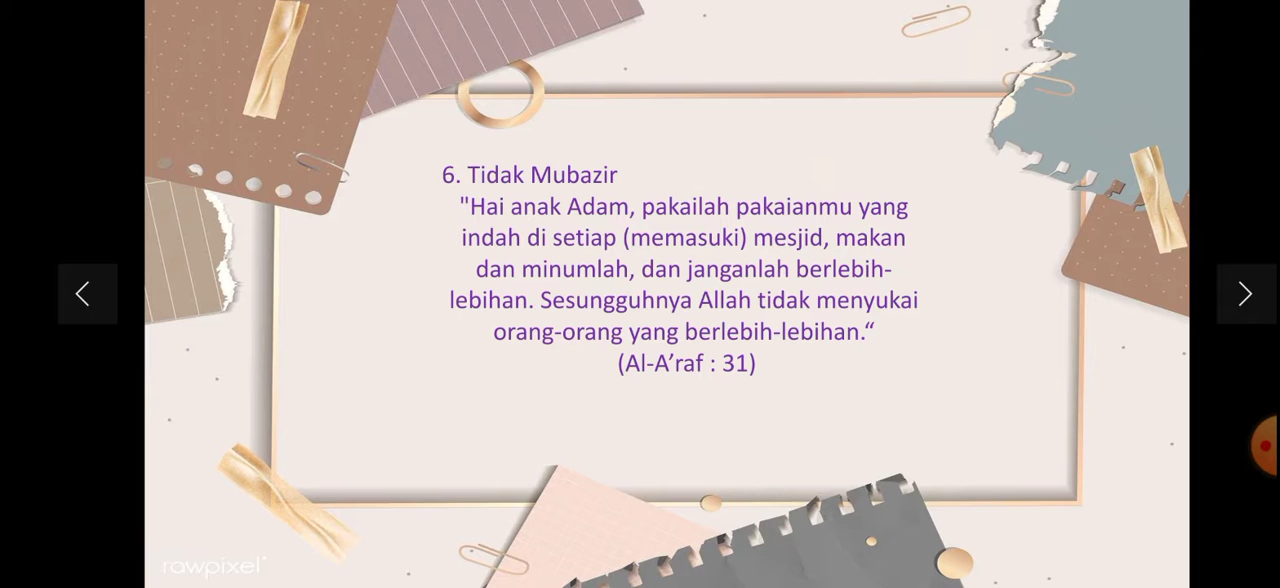 6. Tidak Mubazir
"Hai anak Adam, pakailah pakaianmu yang
indah di setiap (memasuki) mesjid, makan
dan minumlah, dan janganlah berlebih-
lebihan. Sesungguhnya Allah tidak menyukai
orang-orang yang berlebih-lebihan.“
(Al-A’raf : 31)
rawpixel